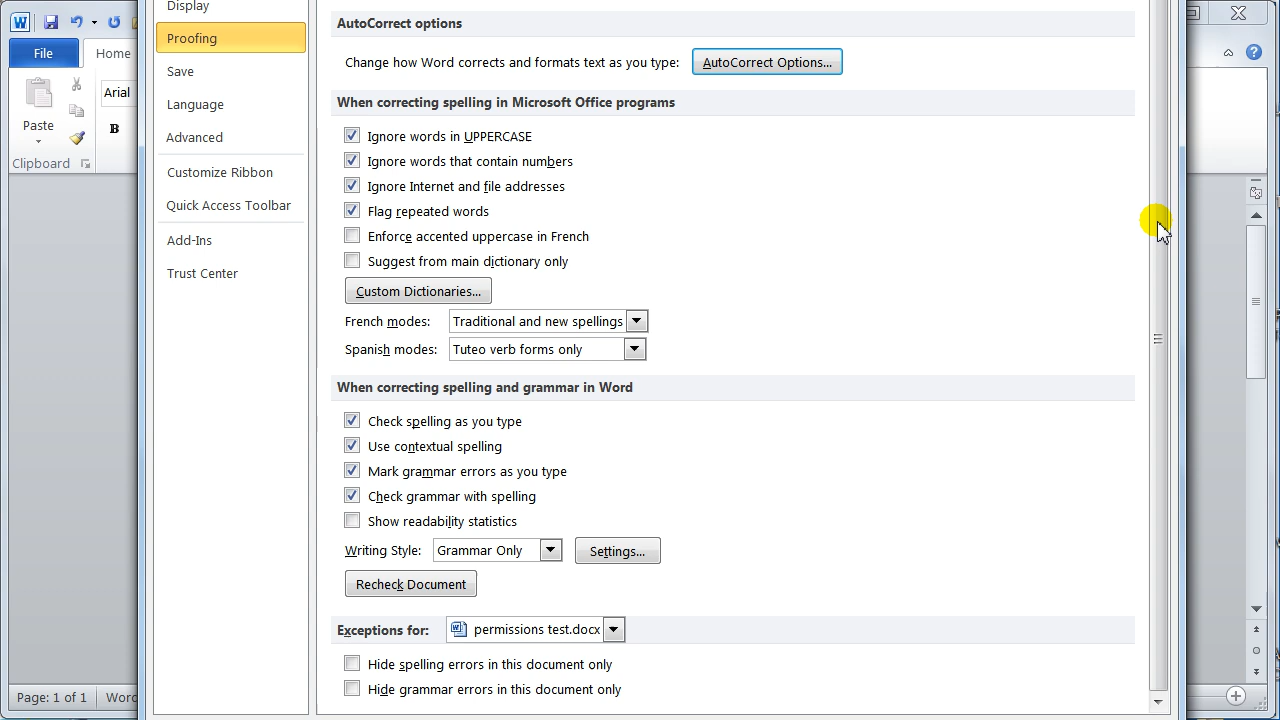 Display
Proofing
Save
Language
Advanced
Customize Ribbon
Quick Access Toolbar
Add-Ins
Trust Center
File
Home
Paste
Arial
B
Clipboard
AutoCorrect options
Change how Word corrects and formats text as you type: AutoCorrect Options...
When correcting spelling in Microsoft Office programs
Ignore words in UPPERCASE
Ignore words that contain numbers
Ignore Internet and file addresses
Flag repeated words
Enforce accented uppercase in French
Suggest from main dictionary only
Custom Dictionaries...
French modes: Traditional and new spellings
Spanish modes: Tuteo verb forms only
When correcting spelling and grammar in Word
Check spelling as you type
Use contextual spelling
Mark grammar errors as you type
Check grammar with spelling
Show readability statistics
Writing Style: Grammar Only Settings...
Recheck Document
Exceptions for: permissions test.docx
Hide spelling errors in this document only
Hide grammar errors in this document only
Page: 1 of 1